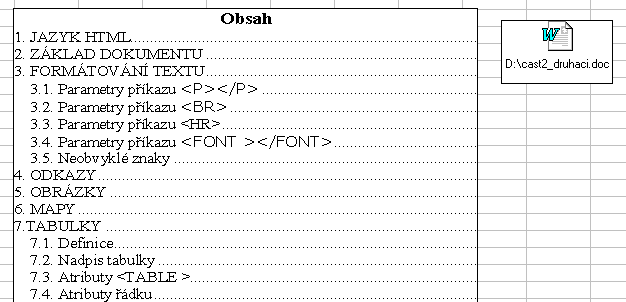 Obsah
1. JAZYK HTML
2. ZÁKLAD DOKUMENTU
3. FORMÁTOVÁNÍ TEXTU
3.1. Parametry příkazu <P></P>
3.2. Parametry příkazu <BR>
3.3. Parametry příkazu <HR>
3.4. Parametry příkazu <FONT ></FONT>
3.5. Neobvyklé znaky
4. ODKAZY
5. OBRÁZKY
6. MAPY
7.TABULKY
7.1. Definice
7.2. Nadpis tabulky
7.3. Atributy <TABLE >
7.4. Atributy řádku
D:\cast2_druhaci.doc